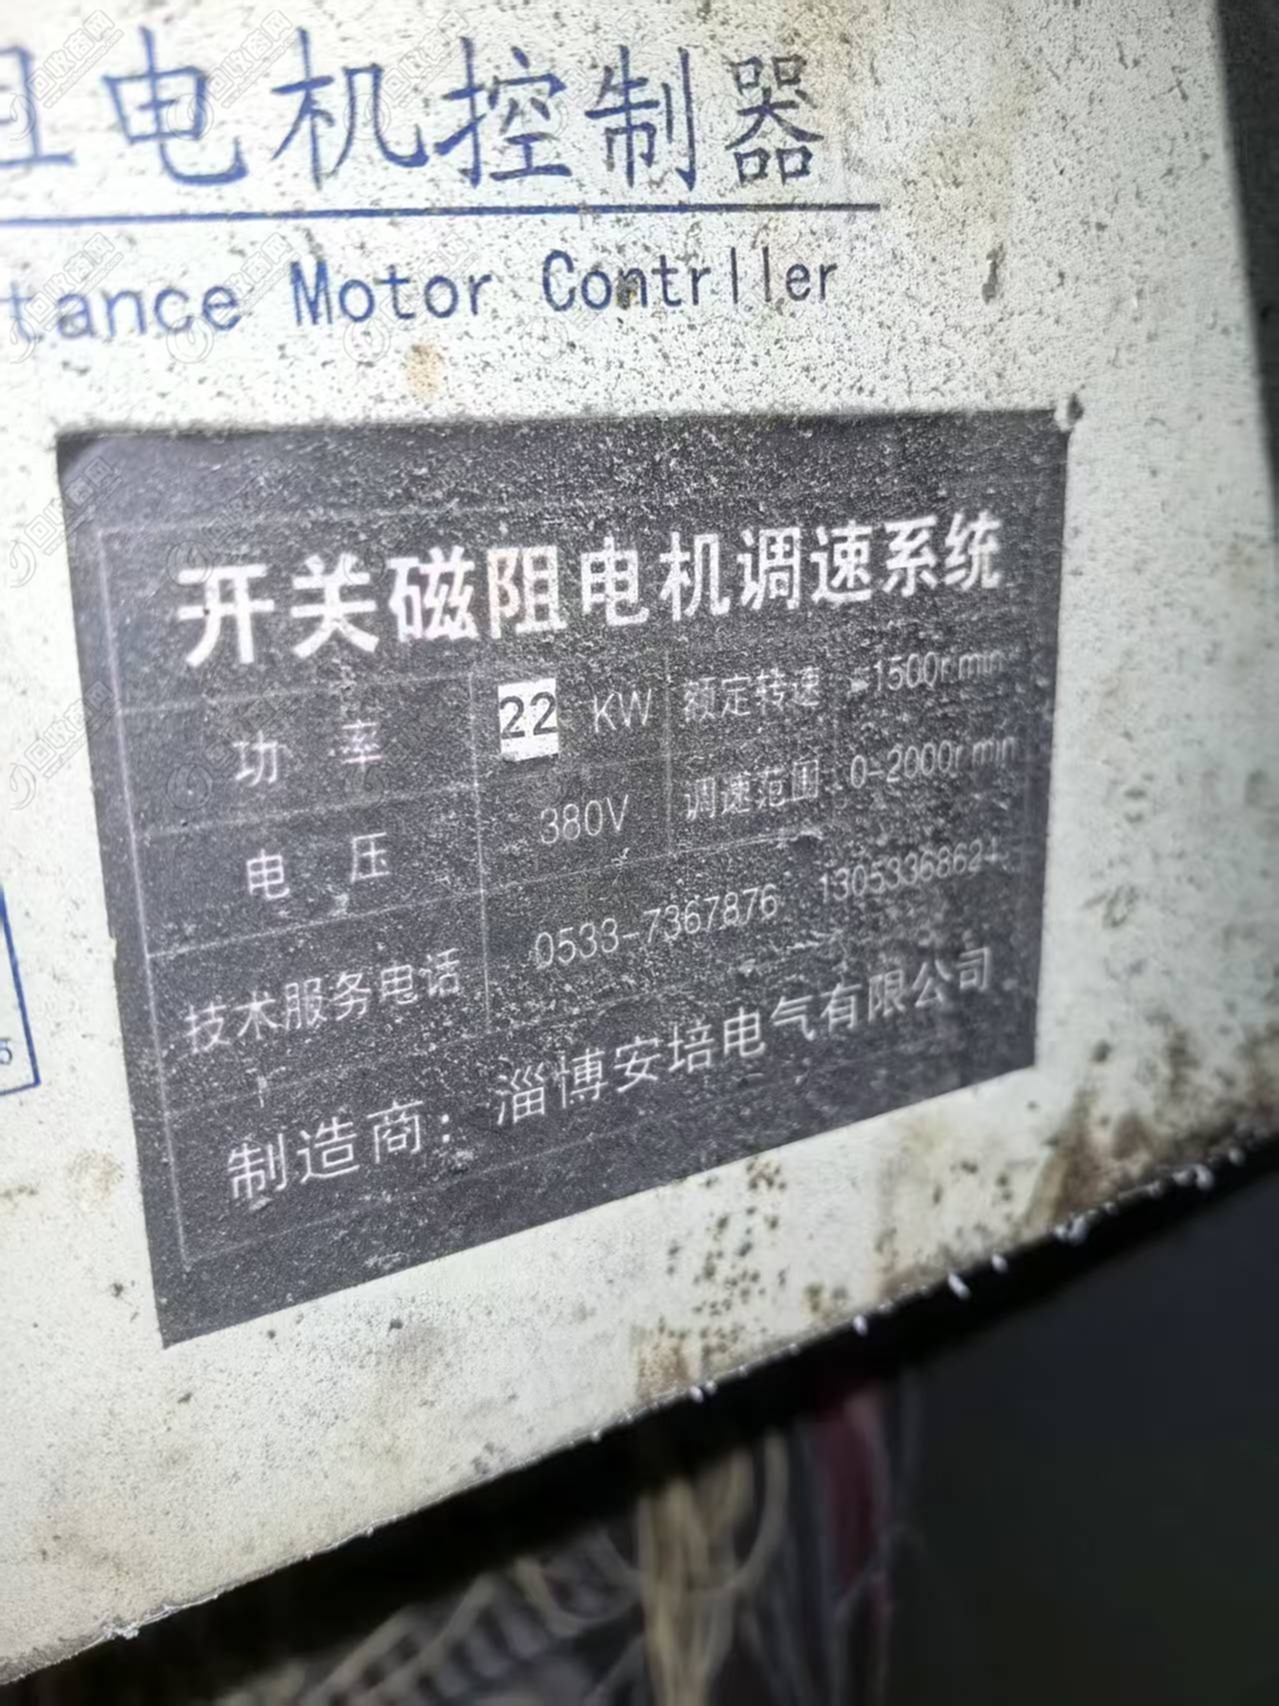 阻电机控制器
tance Motor Contrller
开关磁阻电机调速系统
功率 22 KW 额定转速 1500r min
电压 380V 调速范围 0-2000r min
技术服务电话 0533-7367876
制造商：淄博安培电气有限公司
5